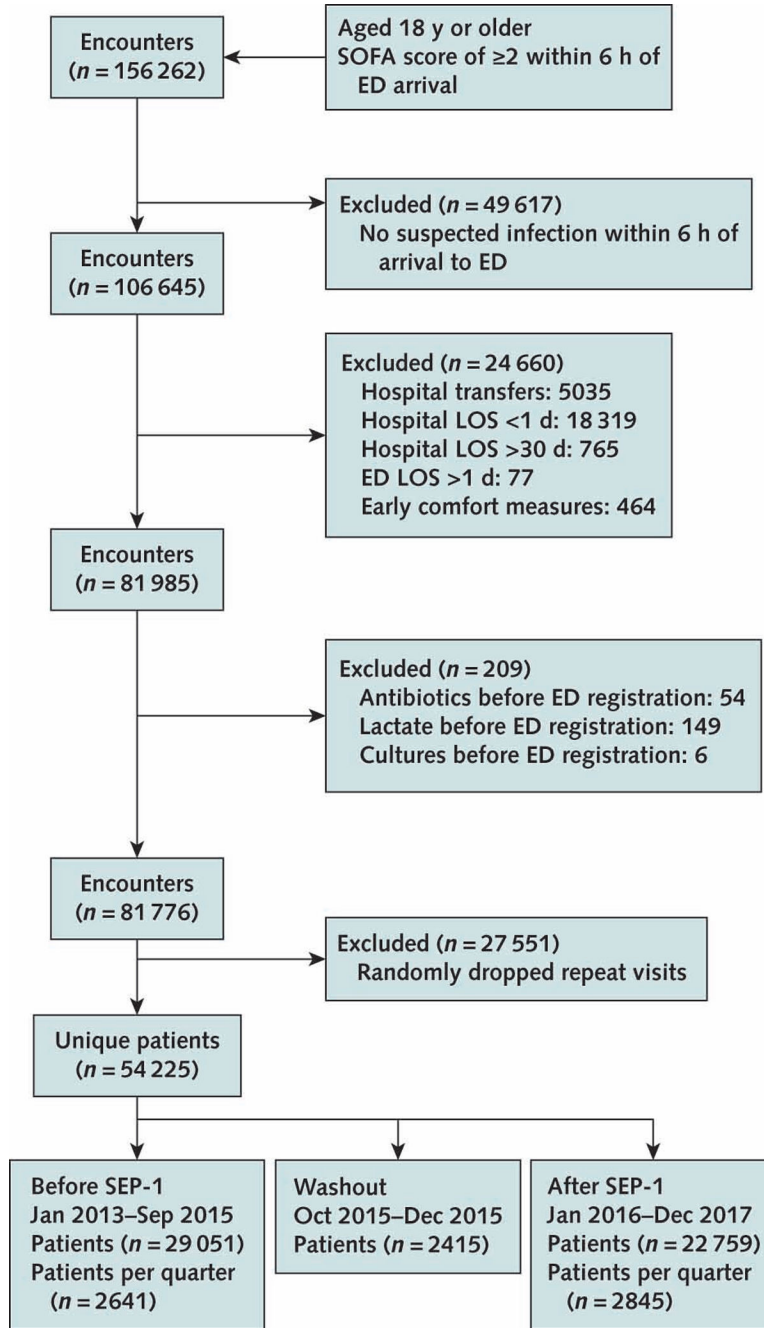 Encounters
(n = 156 262)
Aged 18 y or older
SOFA score of ≥2 within 6 h of
ED arrival
Excluded (n = 49 617)
No suspected infection within 6 h of
arrival to ED
Encounters
(n = 106 645)
Excluded (n = 24 660)
Hospital transfers: 5035
Hospital LOS <1 d: 18 319
Hospital LOS >30 d: 765
ED LOS >1 d: 77
Early comfort measures: 464
Encounters
(n = 81 985)
Excluded (n = 209)
Antibiotics before ED registration: 54
Lactate before ED registration: 149
Cultures before ED registration: 6
Encounters
(n = 81 776)
Excluded (n = 27 551)
Randomly dropped repeat visits
Unique patients
(n = 54 225)
Before SEP-1
Jan 2013–Sep 2015
Patients (n = 29 051)
Patients per quarter
(n = 2641)
Washout
Oct 2015–Dec 2015
Patients (n = 2415)
After SEP-1
Jan 2016–Dec 2017
Patients (n = 22 759)
Patients per quarter
(n = 2845)